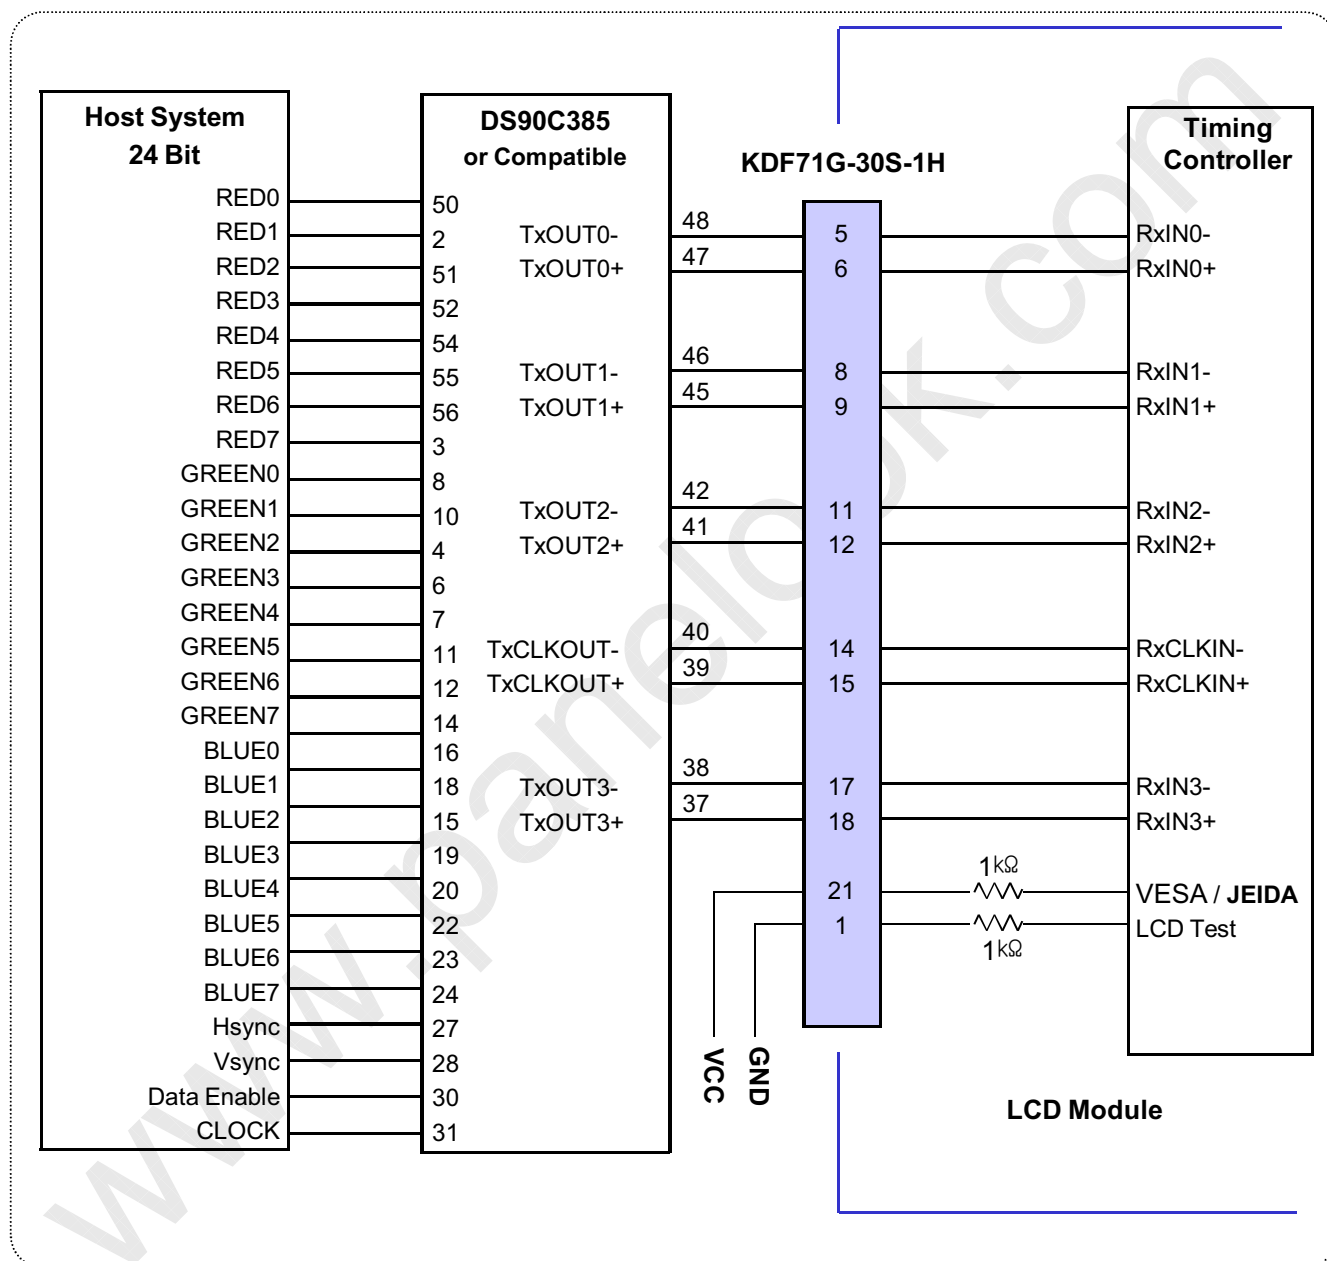 Host System
24 Bit
RED0
RED1
RED2
RED3
RED4
RED5
RED6
RED7
GREEN0
GREEN1
GREEN2
GREEN3
GREEN4
GREEN5
GREEN6
GREEN7
BLUE0
BLUE1
BLUE2
BLUE3
BLUE4
BLUE5
BLUE6
BLUE7
Hsync
Vsync
Data Enable
CLOCK
DS90C385
or Compatible
50
2
51
52
54
55
56
3
8
10
4
6
7
11
12
14
16
18
15
19
20
22
23
24
27
28
30
31
TxOUT0-
TxOUT0+
TxOUT1-
TxOUT1+
TxOUT2-
TxOUT2+
TxCLKOUT-
TxCLKOUT+
TxOUT3-
TxOUT3+
48
47
46
45
42
41
40
39
38
37
KDF71G-30S-1H
5
6
8
9
11
12
14
15
17
18
21
1
VCC
GND
1kΩ
1kΩ
Timing
Controller
RxIN0-
RxIN0+
RxIN1-
RxIN1+
RxIN2-
RxIN2+
RxCLKIN-
RxCLKIN+
RxIN3-
RxIN3+
VESA / JEIDA
LCD Test
LCD Module
www.panelook.com